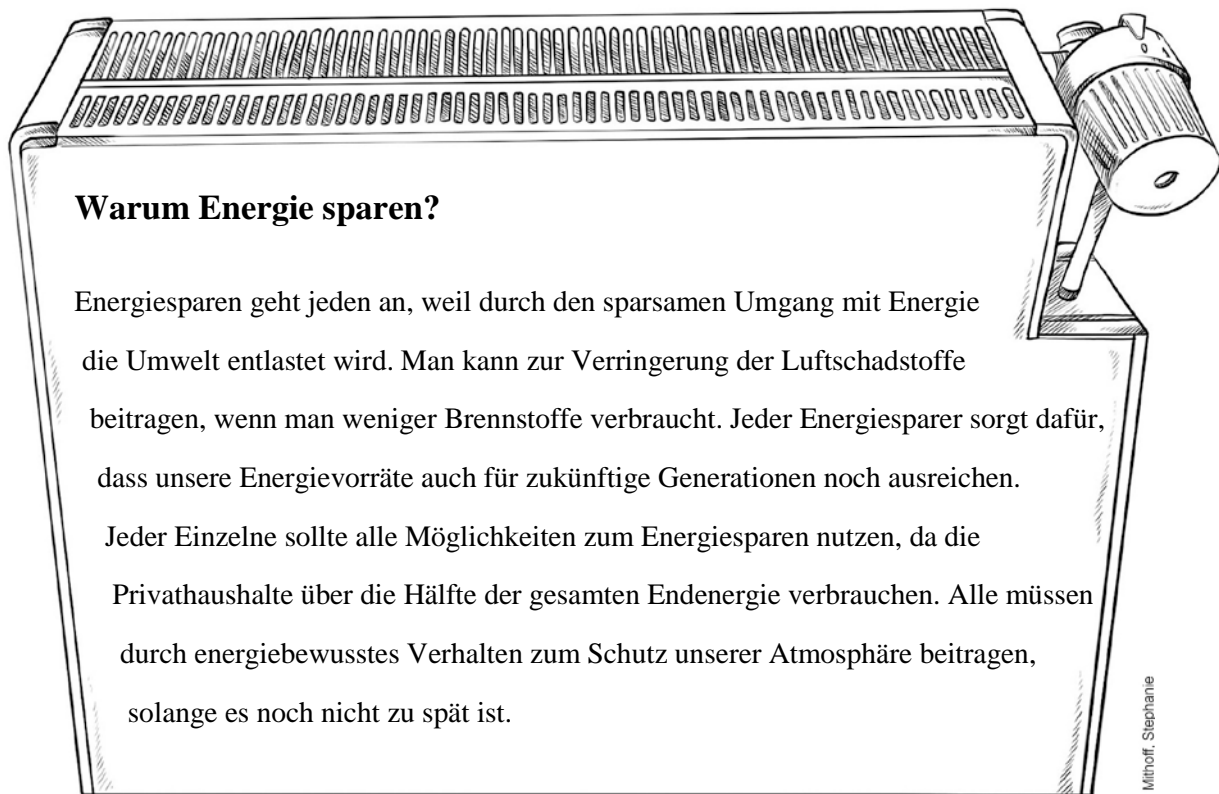 Warum Energie sparen?
Energiesparen geht jeden an, weil durch den sparsamen Umgang mit Energie
die Umwelt entlastet wird. Man kann zur Verringerung der Luftschadstoffe
beitragen, wenn man weniger Brennstoffe verbraucht. Jeder Energiesparer sorgt dafür,
dass unsere Energievorräte auch für zukünftige Generationen noch ausreichen.
Jeder Einzelne sollte alle Möglichkeiten zum Energiesparen nutzen, da die
Privathaushalte über die Hälfte der gesamten Endenergie verbrauchen. Alle müssen
durch energiebewusstes Verhalten zum Schutz unserer Atmosphäre beitragen,
solange es noch nicht zu spät ist.
Mithoff, Stephanie
0